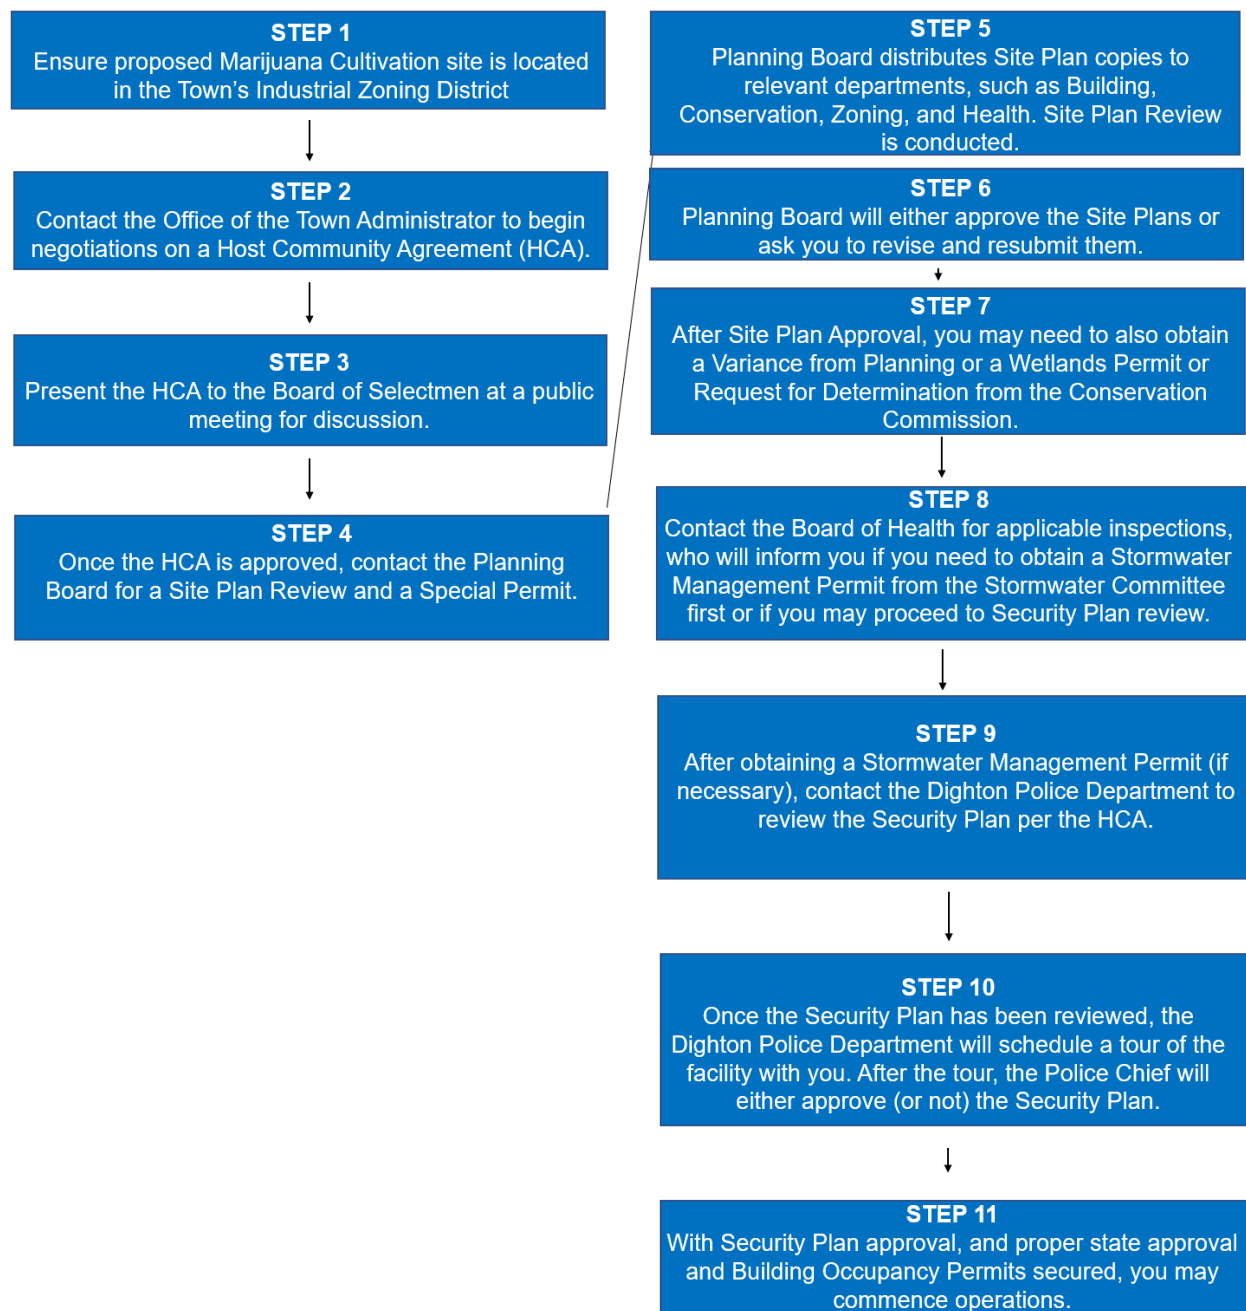 STEP 1
Ensure proposed Marijuana Cultivation site is located
in the Town's Industrial Zoning District
STEP 2
Contact the Office of the Town Administrator to begin
negotiations on a Host Community Agreement (HCA).
STEP 3
Present the HCA to the Board of Selectmen at a public
meeting for discussion.
STEP 4
Once the HCA is approved, contact the Planning
Board for a Site Plan Review and a Special Permit.
STEP 5
Planning Board distributes Site Plan copies to
relevant departments, such as Building,
Conservation, Zoning, and Health. Site Plan Review
is conducted.
STEP 6
Planning Board will either approve the Site Plans or
ask you to revise and resubmit them.
STEP 7
After Site Plan Approval, you may need to also obtain
a Variance from Planning or a Wetlands Permit or
Request for Determination from the Conservation
Commission.
STEP 8
Contact the Board of Health for applicable inspections,
who will inform you if you need to obtain a Stormwater
Management Permit from the Stormwater Committee
first or if you may proceed to Security Plan review.
STEP 9
After obtaining a Stormwater Management Permit (if
necessary), contact the Dighton Police Department to
review the Security Plan per the HCA.
STEP 10
Once the Security Plan has been reviewed, the
Dighton Police Department will schedule a tour of the
facility with you. After the tour, the Police Chief will
either approve (or not) the Security Plan.
STEP 11
With Security Plan approval, and proper state approval
and Building Occupancy Permits secured, you may
commence operations.